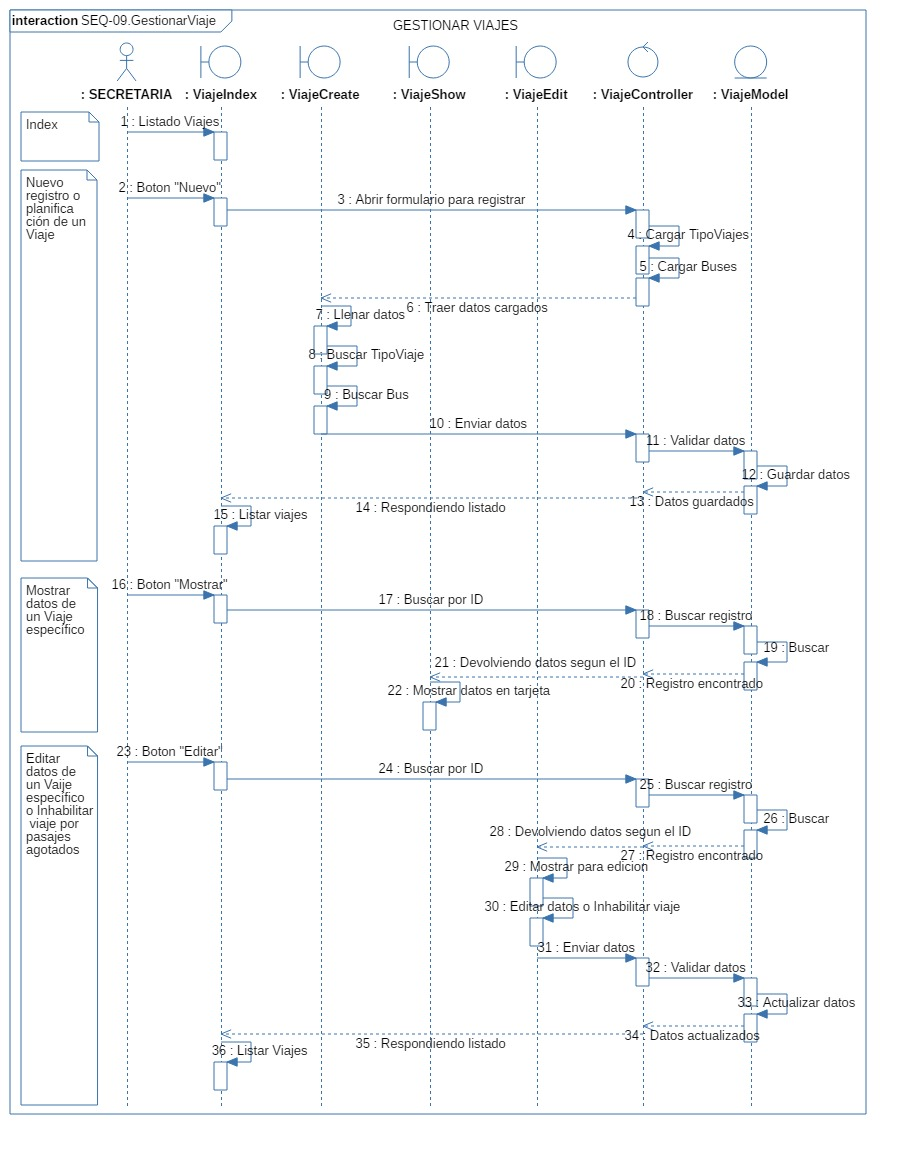 interaction SEQ-09.GestionarViaje
GESTIONAR VIAJES
: SECRETARIA
: ViajeIndex
: ViajeCreate
: ViajeShow
: ViajeEdit
: ViajeController
: ViajeModel
Index
1 : Listado Viajes
Nuevo
registro o
planifica
ción de un
Viaje
2 : Boton "Nuevo"
3 : Abrir formulario para registrar
4 : Cargar TipoViajes
5 : Cargar Buses
6 : Traer datos cargados
7 : Llenar datos
8 : Buscar TipoViaje
9 : Buscar Bus
10 : Enviar datos
11 : Validar datos
12 : Guardar datos
13 : Datos guardados
14 : Respondiendo listado
15 : Listar viajes
Mostrar
datos de
un Viaje
específico
16 : Boton "Mostrar"
17 : Buscar por ID
18 : Buscar registro
19 : Buscar
20 : Registro encontrado
21 : Devolviendo datos segun el ID
22 : Mostrar datos en tarjeta
Editar
datos de
un Vaije
específico
o Inhabilitar
viaje por
pasajes
agotados
23 : Boton "Editar"
24 : Buscar por ID
25 : Buscar registro
26 : Buscar
27 : Registro encontrado
28 : Devolviendo datos segun el ID
29 : Mostrar para edicion
30 : Editar datos o Inhabilitar viaje
31 : Enviar datos
32 : Validar datos
33 : Actualizar datos
34 : Datos actualizados
35 : Respondiendo listado
36 : Listar Viajes